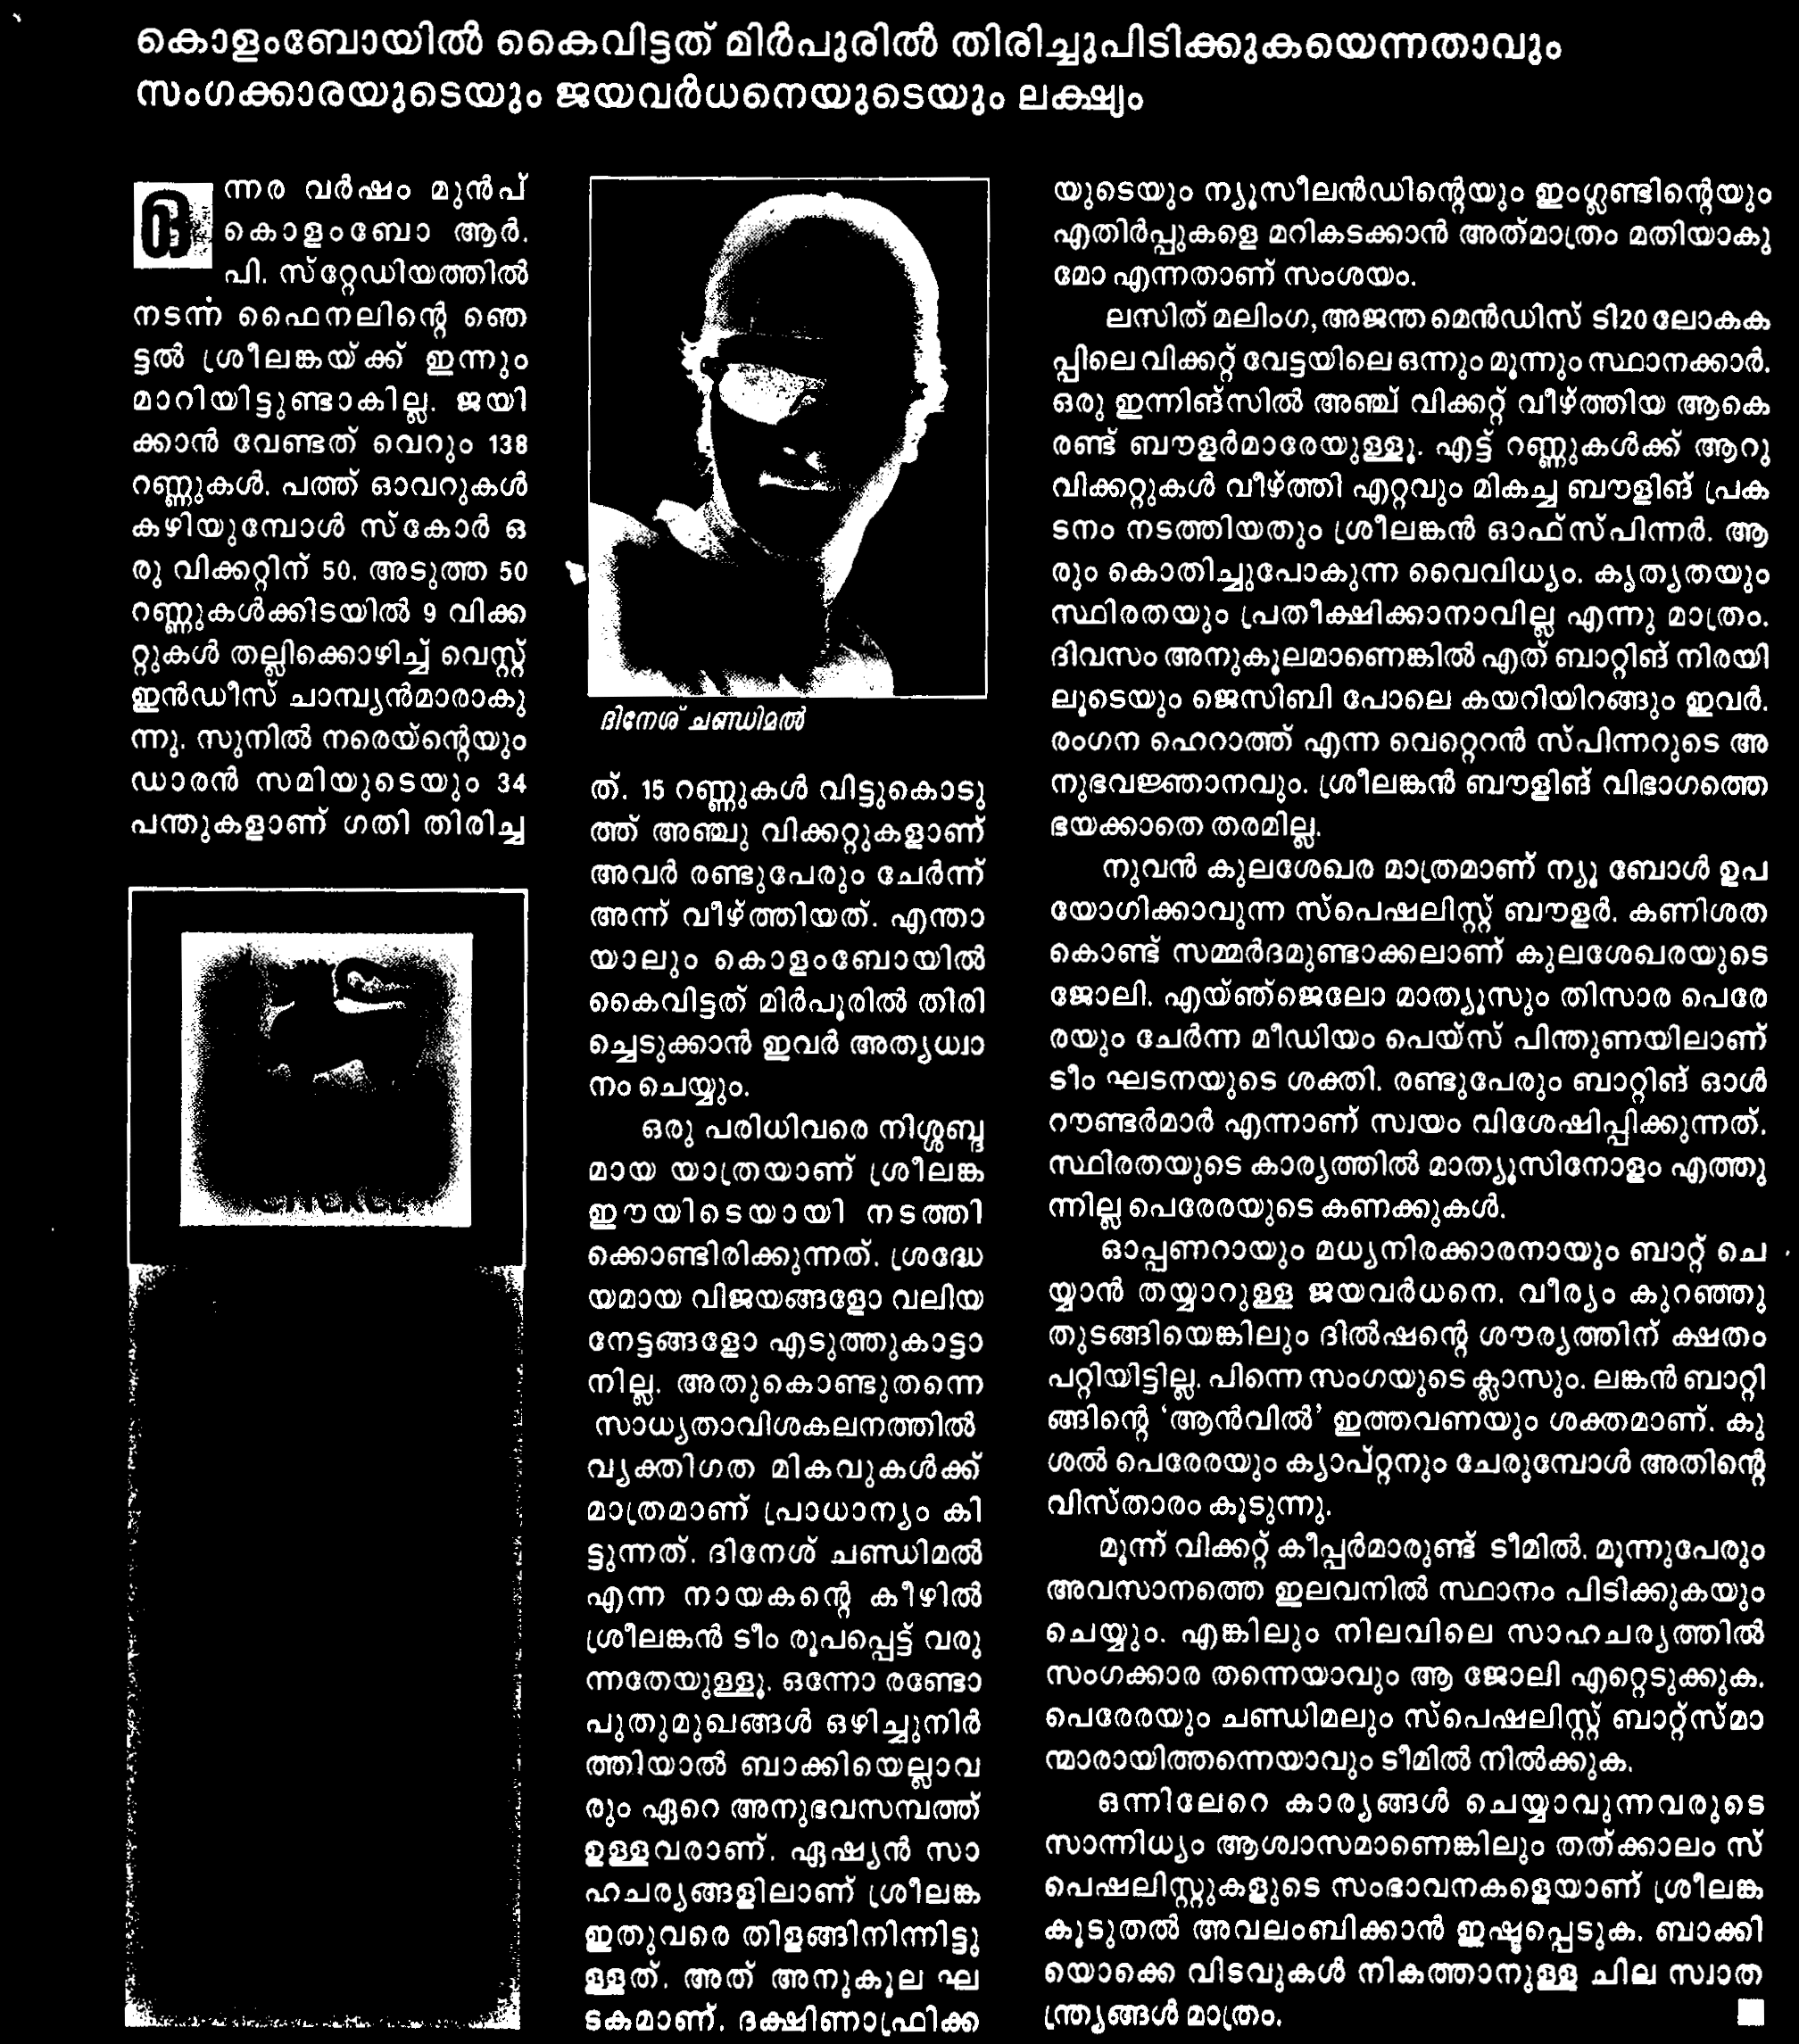 കൊളംബോയിൽ കൈവിട്ടത് മിർപുരിൽ തിരിച്ചുപിടിക്കുകയെന്നതാവും
സംഗക്കാരയുടെയും ജയവർധനെയുടെയും ലക്ഷ്യം
ഒന്നര വർഷം മുൻപ്
കൊളംബോ ആർ.
പി. സ്റ്റേഡിയത്തിൽ
നടന്ന ഫൈനലിന്റെ ഞെ
ട്ടൽ ശ്രീലങ്കയ്ക്ക് ഇന്നും
മാറിയിട്ടുണ്ടാകില്ല. ജയി
ക്കാൻ വേണ്ടത് വെറും 138
റണ്ണുകൾ. പത്ത് ഓവറുകൾ
കഴിയുമ്പോൾ സ്കോർ ഒ
രു വിക്കറ്റിന് 50. അടുത്ത 50
റണ്ണുകൾക്കിടയിൽ 9 വിക്ക
റ്റുകൾ തല്ലിക്കൊഴിച്ച് വെസ്റ്റ്
ഇൻഡീസ് ചാമ്പ്യൻമാരാകു
ന്നു. സുനിൽ നരെയ്ന്റെയും
ഡാരൻ സമിയുടെയും 34
പന്തുകളാണ് ഗതി തിരിച്ച
ദിനേശ് ചണ്ഡിമൽ
ത്. 15 റണ്ണുകൾ വിട്ടുകൊടു
ത്ത് അഞ്ചു വിക്കറ്റുകളാണ്
അവർ രണ്ടുപേരും ചേർന്ന്
അന്ന് വീഴ്ത്തിയത്. എന്താ
യാലും കൊളംബോയിൽ
കൈവിട്ടത് മിർപൂരിൽ തിരി
ച്ചെടുക്കാൻ ഇവർ അത്യധ്വാ
നം ചെയ്യും.
ഒരു പരിധിവരെ നിശ്ശബ്ദ
മായ യാത്രയാണ് ശ്രീലങ്ക
ഈയിടെയായി നടത്തി
ക്കൊണ്ടിരിക്കുന്നത്. ശ്രദ്ധേ
യമായ വിജയങ്ങളോ വലിയ
നേട്ടങ്ങളോ എടുത്തുകാട്ടാ
നില്ല. അതുകൊണ്ടുതന്നെ
സാധ്യതാവിശകലനത്തിൽ
വ്യക്തിഗത മികവുകൾക്ക്
മാത്രമാണ് പ്രാധാന്യം കി
ട്ടുന്നത്. ദിനേശ് ചണ്ഡിമൽ
എന്ന നായകന്റെ കീഴിൽ
ശ്രീലങ്കൻ ടീം രൂപപ്പെട്ട് വരു
ന്നതേയുള്ളൂ. ഒന്നോ രണ്ടോ
പുതുമുഖങ്ങൾ ഒഴിച്ചുനിർ
ത്തിയാൽ ബാക്കിയെല്ലാവ
രും ഏറെ അനുഭവസമ്പത്ത്
ഉള്ളവരാണ്. ഏഷ്യൻ സാ
ഹചര്യങ്ങളിലാണ് ശ്രീലങ്ക
ഇതുവരെ തിളങ്ങിനിന്നിട്ടു
ള്ളത്. അത് അനുകൂല ഘ
ടകമാണ്. ദക്ഷിണാഫ്രിക്ക
യുടെയും ന്യൂസീലൻഡിന്റെയും ഇംഗ്ലണ്ടിന്റെയും
എതിർപ്പുകളെ മറികടക്കാൻ അത്മാത്രം മതിയാകു
മോ എന്നതാണ് സംശയം.
ലസിത് മലിംഗ, അജന്ത മെൻഡിസ് ടി20 ലോകക
പ്പിലെ വിക്കറ്റ് വേട്ടയിലെ ഒന്നും മൂന്നും സ്ഥാനക്കാർ.
ഒരു ഇന്നിങ്സിൽ അഞ്ച് വിക്കറ്റ് വീഴ്ത്തിയ ആകെ
രണ്ട് ബൗളർമാരേയുള്ളൂ. എട്ട് റണ്ണുകൾക്ക് ആറു
വിക്കറ്റുകൾ വീഴ്ത്തി എറ്റവും മികച്ച ബൗളിങ് പ്രക
ടനം നടത്തിയതും ശ്രീലങ്കൻ ഓഫ്സ്പിന്നർ. ആ
രും കൊതിച്ചുപോകുന്ന വൈവിധ്യം. കൃത്യതയും
സ്ഥിരതയും പ്രതീക്ഷിക്കാനാവില്ല എന്നു മാത്രം.
ദിവസം അനുകൂലമാണെങ്കിൽ എത് ബാറ്റിങ് നിരയി
ലൂടെയും ജെസിബി പോലെ കയറിയിറങ്ങും ഇവർ.
രംഗന ഹെറാത്ത് എന്ന വെറ്റെറൻ സ്പിന്നറുടെ അ
നുഭവജ്ഞാനവും. ശ്രീലങ്കൻ ബൗളിങ് വിഭാഗത്തെ
ഭയക്കാതെ തരമില്ല.
നുവൻ കുലശേഖര മാത്രമാണ് ന്യൂ ബോൾ ഉപ
യോഗിക്കാവുന്ന സ്പെഷലിസ്റ്റ് ബൗളർ. കണിശത
കൊണ്ട് സമ്മർദമുണ്ടാക്കലാണ് കുലശേഖരയുടെ
ജോലി. എയ്ഞ്ജെലോ മാത്യൂസും തിസാര പെരേ
രയും ചേർന്ന മീഡിയം പെയ്സ് പിന്തുണയിലാണ്
ടീം ഘടനയുടെ ശക്തി. രണ്ടുപേരും ബാറ്റിങ് ഓൾ
റൗണ്ടർമാർ എന്നാണ് സ്വയം വിശേഷിപ്പിക്കുന്നത്.
സ്ഥിരതയുടെ കാര്യത്തിൽ മാത്യൂസിനോളം എത്തു
ന്നില്ല പെരേരയുടെ കണക്കുകൾ.
ഓപ്പണറായും മധ്യനിരക്കാരനായും ബാറ്റ് ചെ
യ്യാൻ തയ്യാറുള്ള ജയവർധനെ. വീര്യം കുറഞ്ഞു
തുടങ്ങിയെങ്കിലും ദിൽഷന്റെ ശൗര്യത്തിന് ക്ഷതം
പറ്റിയിട്ടില്ല. പിന്നെ സംഗയുടെ ക്ലാസും. ലങ്കൻ ബാറ്റി
ങ്ങിന്റെ 'ആൻവിൽ' ഇത്തവണയും ശക്തമാണ്. കു
ശൽ പെരേരയും ക്യാപ്റ്റനും ചേരുമ്പോൾ അതിന്റെ
വിസ്താരം കൂടുന്നു.
മൂന്ന് വിക്കറ്റ് കീപ്പർമാരുണ്ട് ടീമിൽ. മൂന്നുപേരും
അവസാനത്തെ ഇലവനിൽ സ്ഥാനം പിടിക്കുകയും
ചെയ്യും. എങ്കിലും നിലവിലെ സാഹചര്യത്തിൽ
സംഗക്കാര തന്നെയാവും ആ ജോലി എറ്റെടുക്കുക.
പെരേരയും ചണ്ഡിമലും സ്പെഷലിസ്റ്റ് ബാറ്റ്സ്മാ
ന്മാരായിത്തന്നെയാവും ടീമിൽ നിൽക്കുക.
ഒന്നിലേറെ കാര്യങ്ങൾ ചെയ്യാവുന്നവരുടെ
സാന്നിധ്യം ആശ്വാസമാണെങ്കിലും തത്ക്കാലം സ്
പെഷലിസ്റ്റുകളുടെ സംഭാവനകളെയാണ് ശ്രീലങ്ക
കൂടുതൽ അവലംബിക്കാൻ ഇഷ്ടപ്പെടുക. ബാക്കി
യൊക്കെ വിടവുകൾ നികത്താനുള്ള ചില സ്വാത
ന്ത്ര്യങ്ങൾ മാത്രം.